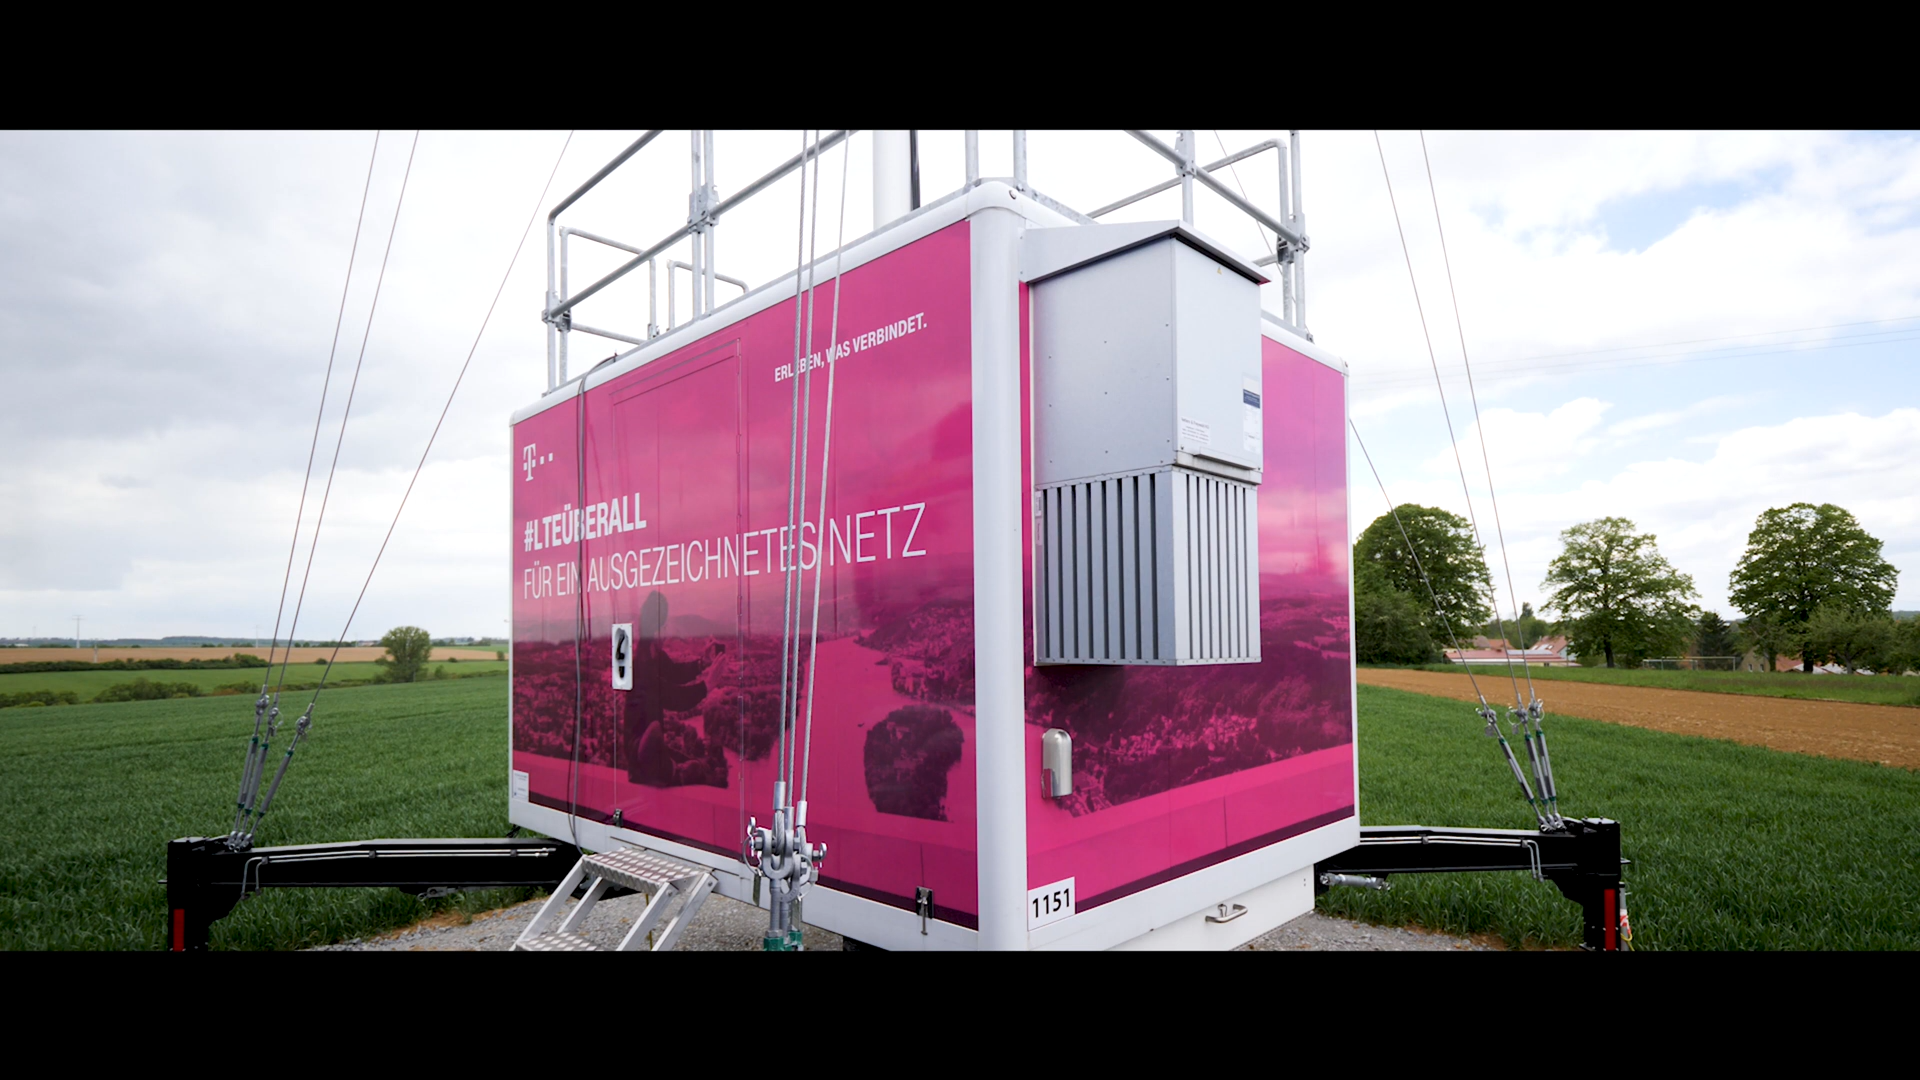 ERLEBEN, WAS VERBINDET.
T
#LTEÜBERALL
FÜR EIN AUSGEZEICHNETES NETZ
1151